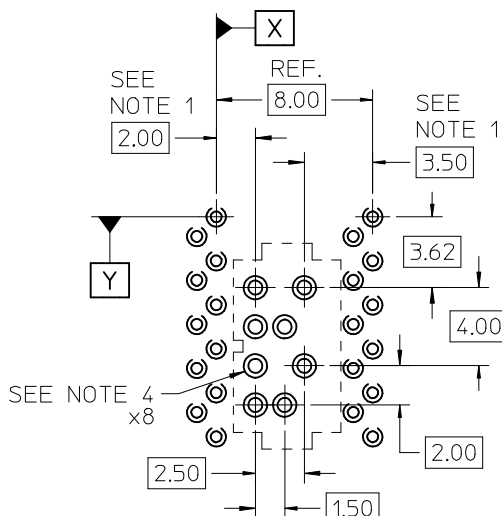 X
SEE
NOTE 1
2.00
REF.
8.00
SEE
NOTE 1
3.50
Y
3.62
4.00
SEE NOTE 4
x8
2.00
2.50
1.50